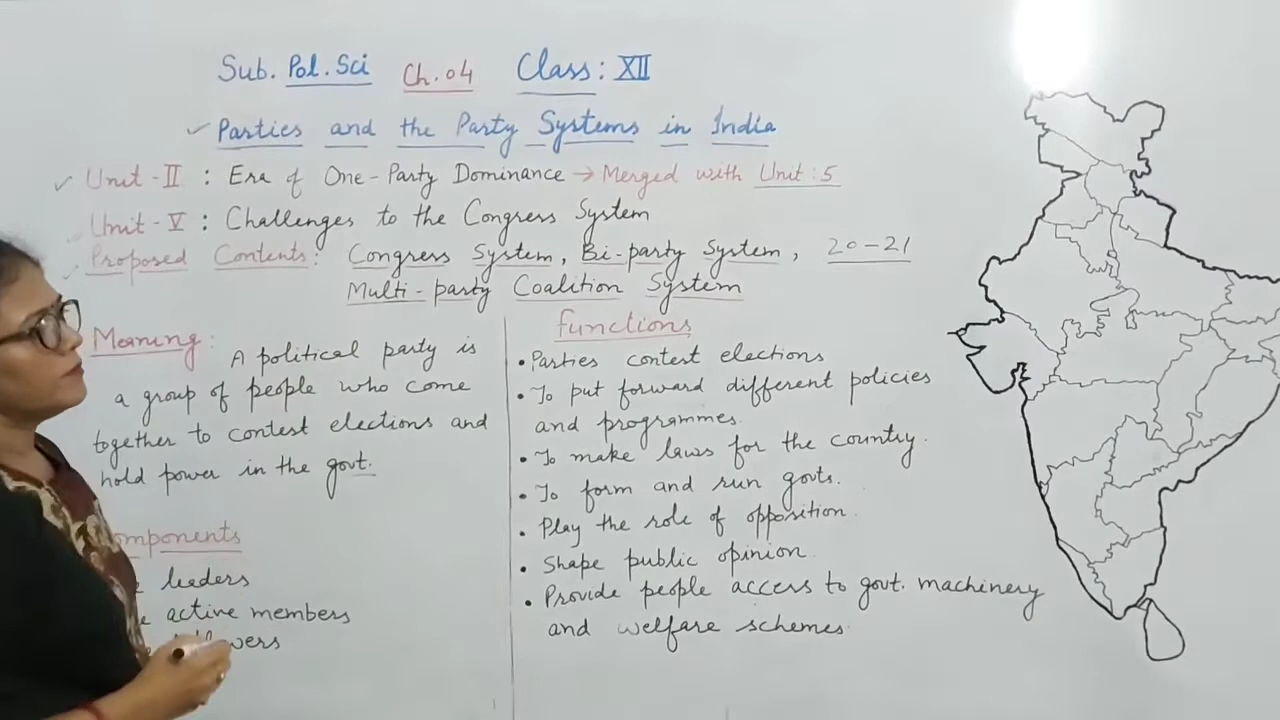 Sub. Pol. Sci Ch. 04 Class: XII
Parties and the Party Systems in India
Unit-II : Era of One-Party Dominance → Merged with Unit: 5
Unit-V : Challenges to the Congress System
Proposed Contents: Congress System, Bi-party System, 20-21
Multi-party Coalition System
Meaning: A political party is
a group of people who come
together to contest elections and
hold power in the govt.
omponents
leaders
active members
wers
functions
• Parties contest elections
• To put forward different policies
and programmes.
• To make laws for the country.
• To form and run govts.
• Play the role of opposition.
• Shape public opinion.
• Provide people access to govt. machinery
and welfare schemes.